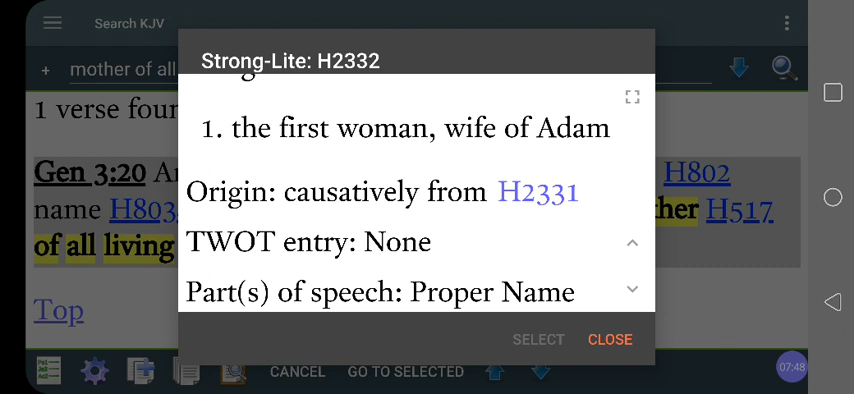 Search KJV
+ mother of all
1 verse four
Gen 3:20 H802
name H803 ther H517
of all living
Top
Strong-Lite: H2332
1. the first woman, wife of Adam
Origin: causatively from H2331
TWOT entry: None
Part(s) of speech: Proper Name
SELECT CLOSE
CANCEL GO TO SELECTED
07:48